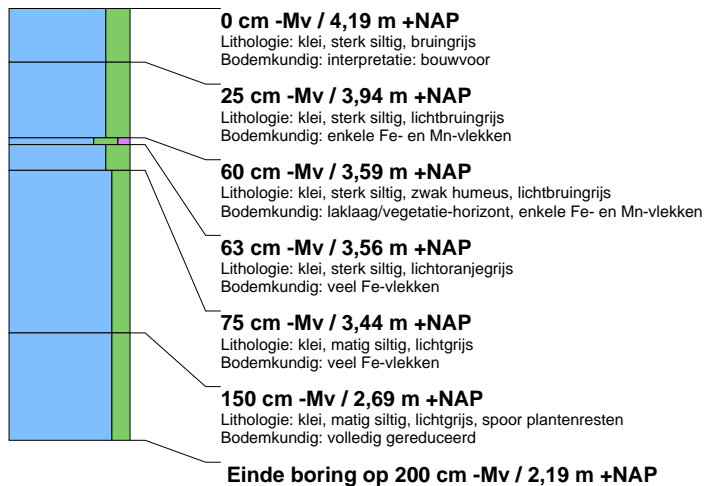 0 cm -Mv / 4,19 m +NAP
Lithologie: klei, sterk siltig, bruingrijs
Bodemkundig: interpretatie: bouwvoor
25 cm -Mv / 3,94 m +NAP
Lithologie: klei, sterk siltig, lichtbruingrijs
Bodemkundig: enkele Fe- en Mn-vlekken
60 cm -Mv / 3,59 m +NAP
Lithologie: klei, sterk siltig, zwak humeus, lichtbruingrijs
Bodemkundig: laklaag/vegetatie-horizont, enkele Fe- en Mn-vlekken
63 cm -Mv / 3,56 m +NAP
Lithologie: klei, sterk siltig, lichtoranjegrijs
Bodemkundig: veel Fe-vlekken
75 cm -Mv / 3,44 m +NAP
Lithologie: klei, matig siltig, lichtgrijs
Bodemkundig: veel Fe-vlekken
150 cm -Mv / 2,69 m +NAP
Lithologie: klei, matig siltig, lichtgrijs, spoor plantenresten
Bodemkundig: volledig gereduceerd
Einde boring op 200 cm -Mv / 2,19 m +NAP